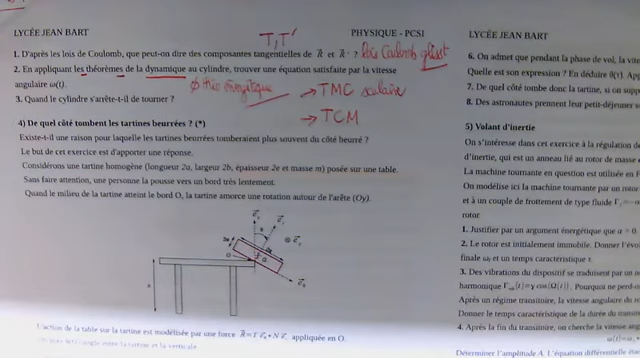 LYCÉE JEAN BART
PHYSIQUE - PCSI
T, T'
1. D'après les lois de Coulomb, que peut-on dire des composantes tangentielles de R et R' ? lois Coulomb glisst
2. En appliquant les théorèmes de la dynamique au cylindre, trouver une équation satisfaite par la vitesse
angulaire ω(t).
énergétique
→ TMC scalaire
3. Quand le cylindre s'arrête-t-il de tourner ?
→ TCM
4) De quel côté tombent les tartines beurrées ? (*)
Existe-t-il une raison pour laquelle les tartines beurrées tomberaient plus souvent du côté beurré ?
Le but de cet exercice est d'apporter une réponse.
Considérons une tartine homogène (longueur 2a, largeur 2b, épaisseur 2e et masse m) posée sur une table.
Sans faire attention, une personne la pousse vers un bord très lentement.
Quand le milieu de la tartine atteint le bord O, la tartine amorce une rotation autour de l'arête (Oy).
L'action de la table sur la tartine est modélisée par une force appliquée en O.
LYCÉE JEAN BART
6. On admet que pendant la phase de vol, la vite
Quelle est son expression ? En déduire θ(t). App
7. De quel côté tombe donc la tartine, si on supp
8. Des astronautes prennent leur petit-déjeuner
5) Volant d'inertie
On s'intéresse dans cet exercice à la régulation de
d'inertie, qui est un anneau lié au rotor de masse
La machine tournante en question est utilisée en
On modélise ici la machine tournante par un rotor
et à un couple de frottement de type fluide
rotor
1. Justifier par un argument énergétique que α > 0
2. Le rotor est initialement immobile. Donner l'évol
finale ω₀ et un temps caractéristique τ.
3. Des vibrations du dispositif se traduisent par un
harmonique Pourquoi ne perd-o
Après un régime transitoire, la vitesse angulaire du
Donner le temps caractéristique de la durée du
4. Après la fin du transitoire, on cherche la vitesse
Déterminer l'amplitude A. L'équation différentielle